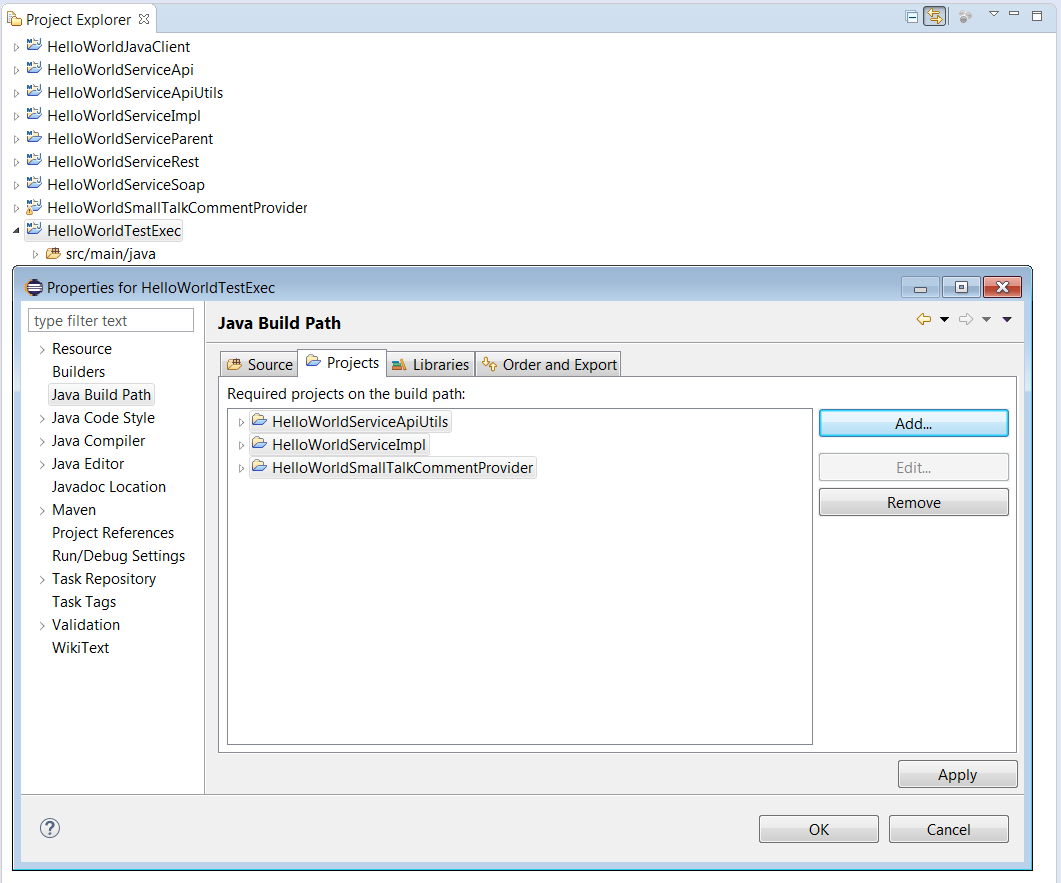 Project Explorer
HelloWorldJavaClient
HelloWorldServiceApi
HelloWorldServiceApiUtils
HelloWorldServiceImpl
HelloWorldServiceParent
HelloWorldServiceRest
HelloWorldServiceSoap
HelloWorldSmallTalkCommentProvider
HelloWorldTestExec
src/main/java
Properties for HelloWorldTestExec
type filter text
Resource
Builders
Java Build Path
Java Code Style
Java Compiler
Java Editor
Javadoc Location
Maven
Project References
Run/Debug Settings
Task Repository
Task Tags
Validation
WikiText
Java Build Path
Source Projects Libraries Order and Export
Required projects on the build path:
HelloWorldServiceApiUtils
HelloWorldServiceImpl
HelloWorldSmallTalkCommentProvider
Add...
Edit...
Remove
Apply
OK Cancel